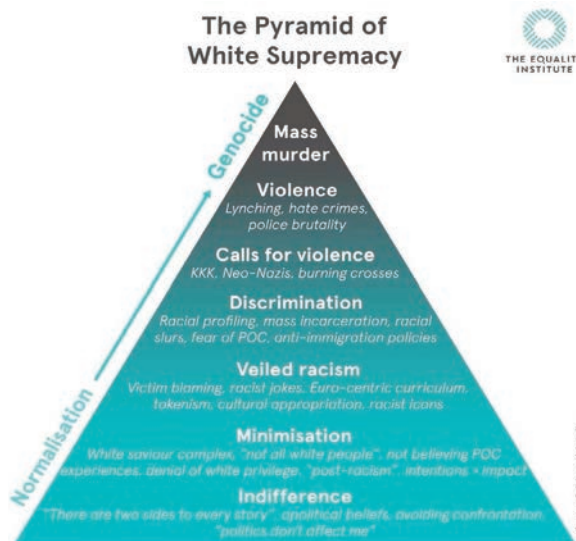 The Pyramid of
White Supremacy
THE EQUALIT
INSTITUTE
Genocide
Normalisation
Mass
murder
Violence
Lynching, hate crimes,
police brutality
Calls for violence
KKK, Neo-Nazis, burning crosses
Discrimination
Racial profiling, mass incarceration, racial
slurs, fear of POC, anti-immigration policies
Veiled racism
Victim blaming, racist jokes, Euro-centric curriculum,
tokenism, cultural appropriation, racist icons
Minimisation
White saviour complex, "not all white people", not believing POC
experiences, denial of white privilege, "post-racism", intentions > impact
Indifference
"There are two sides to every story", apolitical beliefs, avoiding confrontation,
"politics don't affect me"